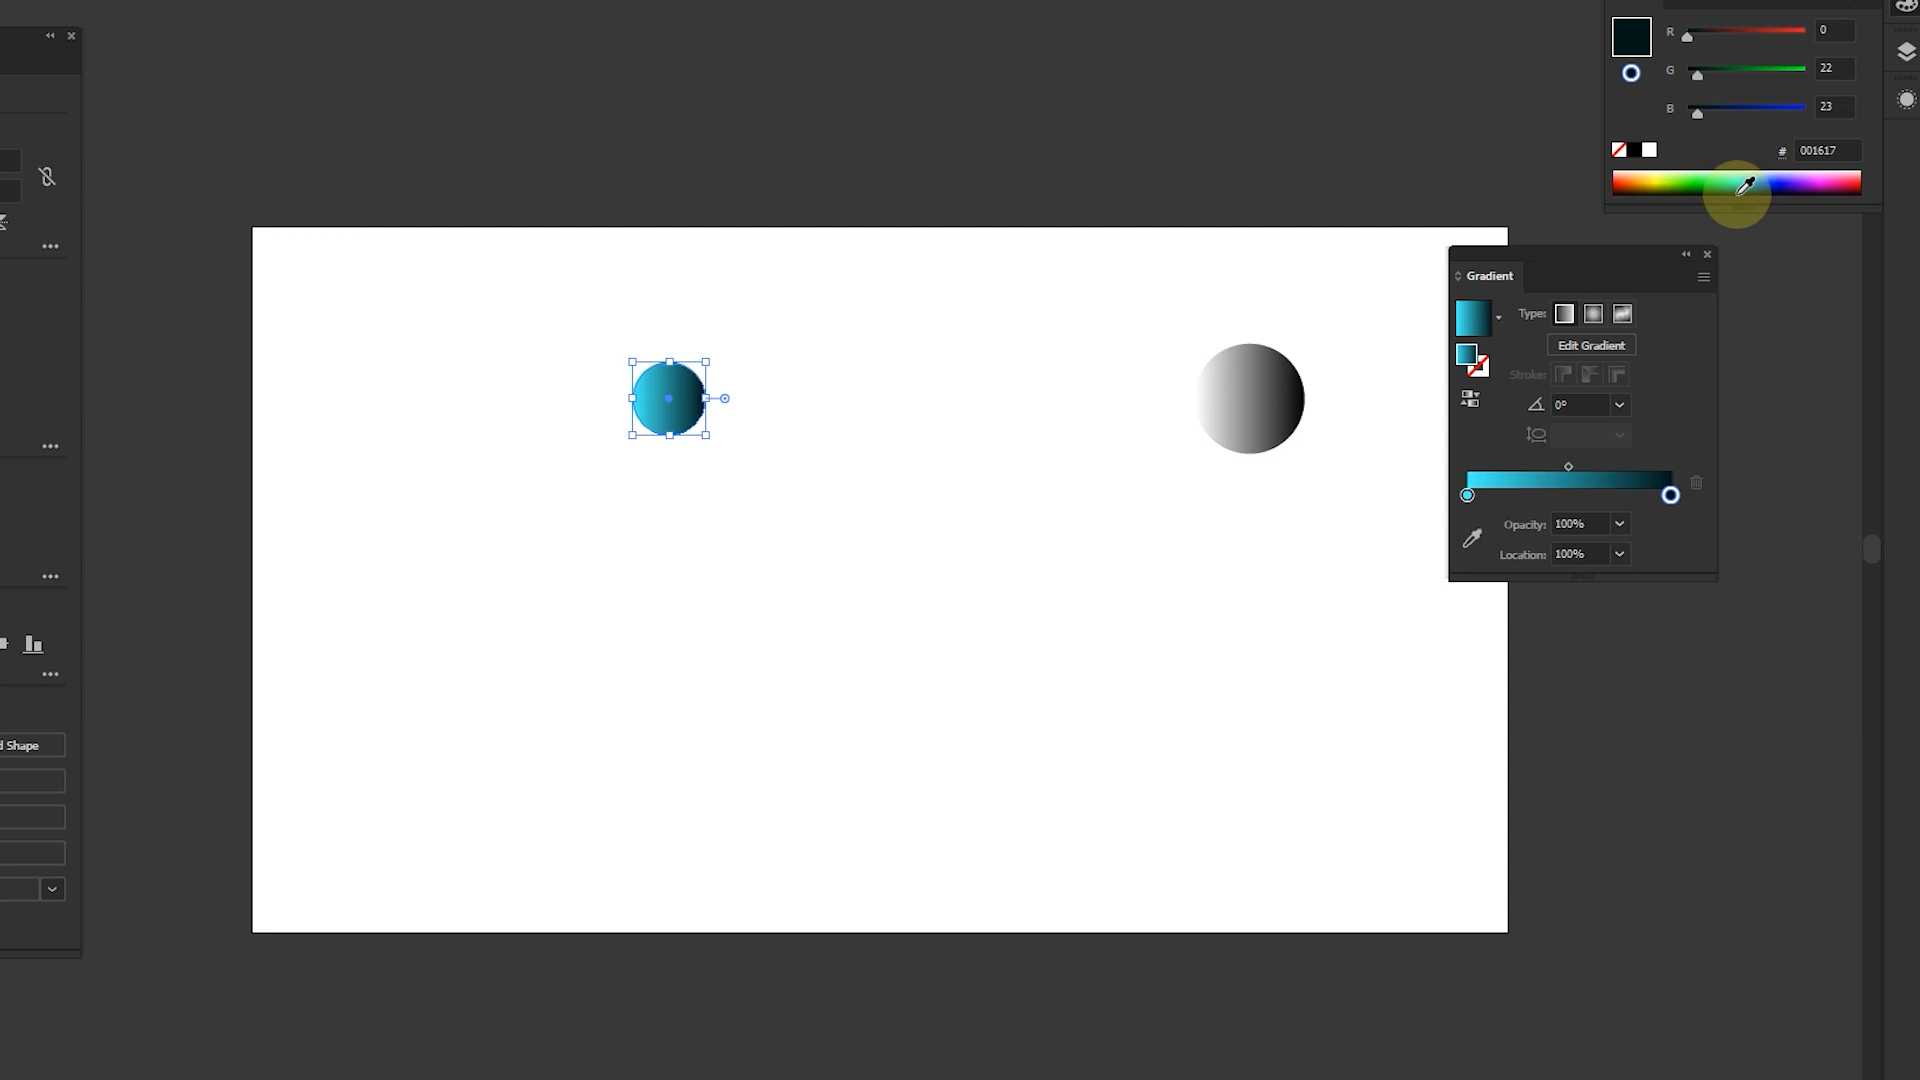 R 0
G 22
B 23
# 001617
Gradient
Type:
Edit Gradient
Stroke:
0°
Opacity: 100%
Location: 100%
d Shape